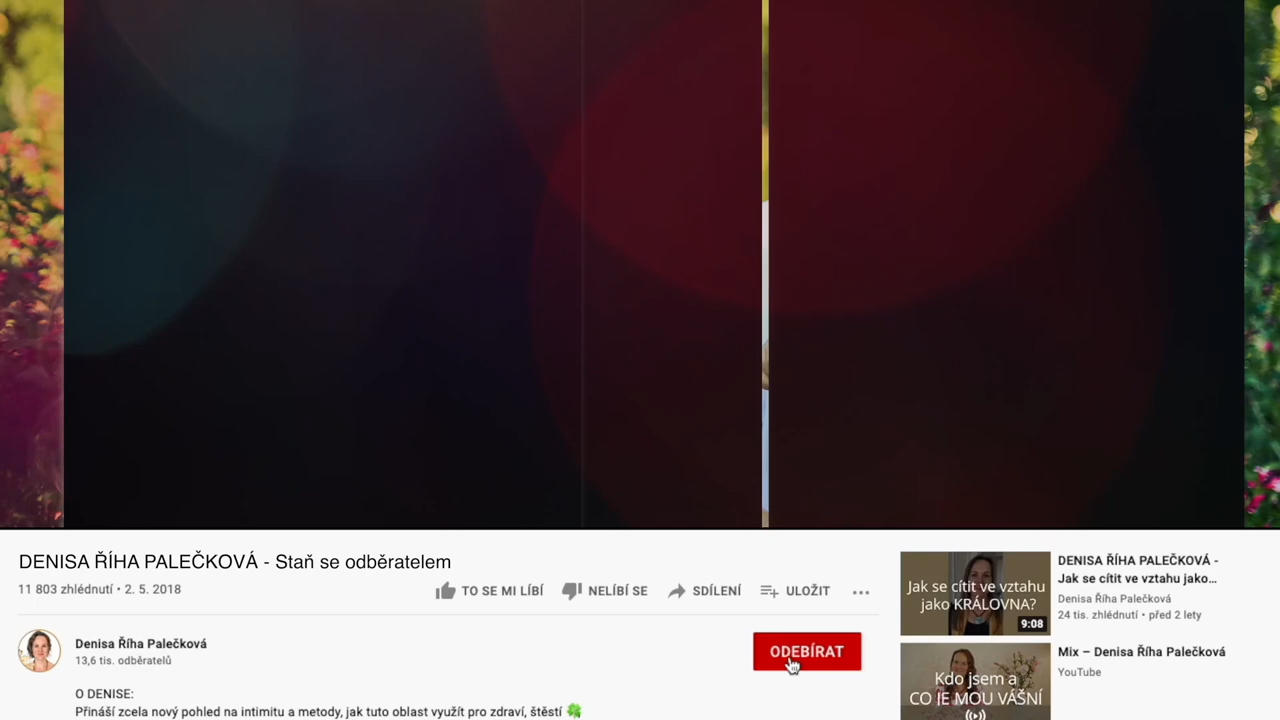 DENISA ŘÍHA PALEČKOVÁ - Staň se odběratelem
11 803 zhlédnutí • 2. 5. 2018
TO SE MI LÍBÍ
NELÍBÍ SE
SDÍLENÍ
ULOŽIT
Denisa Říha Palečková
13,6 tis. odběratelů
ODEBÍRAT
O DENISE:
Přináší zcela nový pohled na intimitu a metody, jak tuto oblast využít pro zdraví, štěstí 🍀
Jak se cítit ve vztahu
jako KRÁLOVNA?
9:08
DENISA ŘÍHA PALEČKOVÁ -
Jak se cítit ve vztahu jako…
Denisa Říha Palečková
24 tis. zhlédnutí • před 2 lety
Kdo jsem a
CO JE MOU VÁŠNÍ
Mix – Denisa Říha Palečková
YouTube